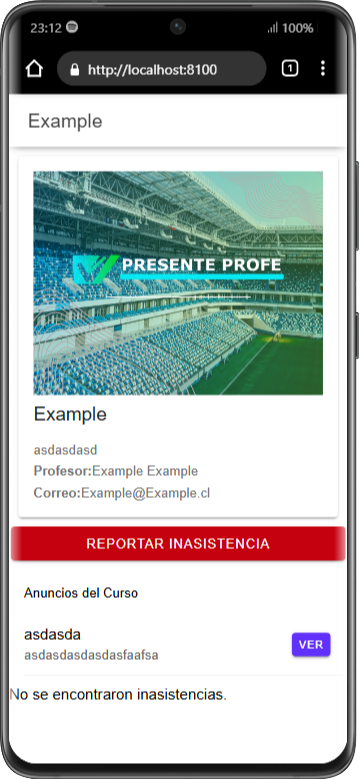 23:12
100%
http://localhost:8100
1
Example
PRESENTE PROFE
Example
asdasdasd
Profesor:Example Example
Correo:Example@Example.cl
REPORTAR INASISTENCIA
Anuncios del Curso
asdasda
asdasdasdasdasfaafsa
VER
No se encontraron inasistencias.